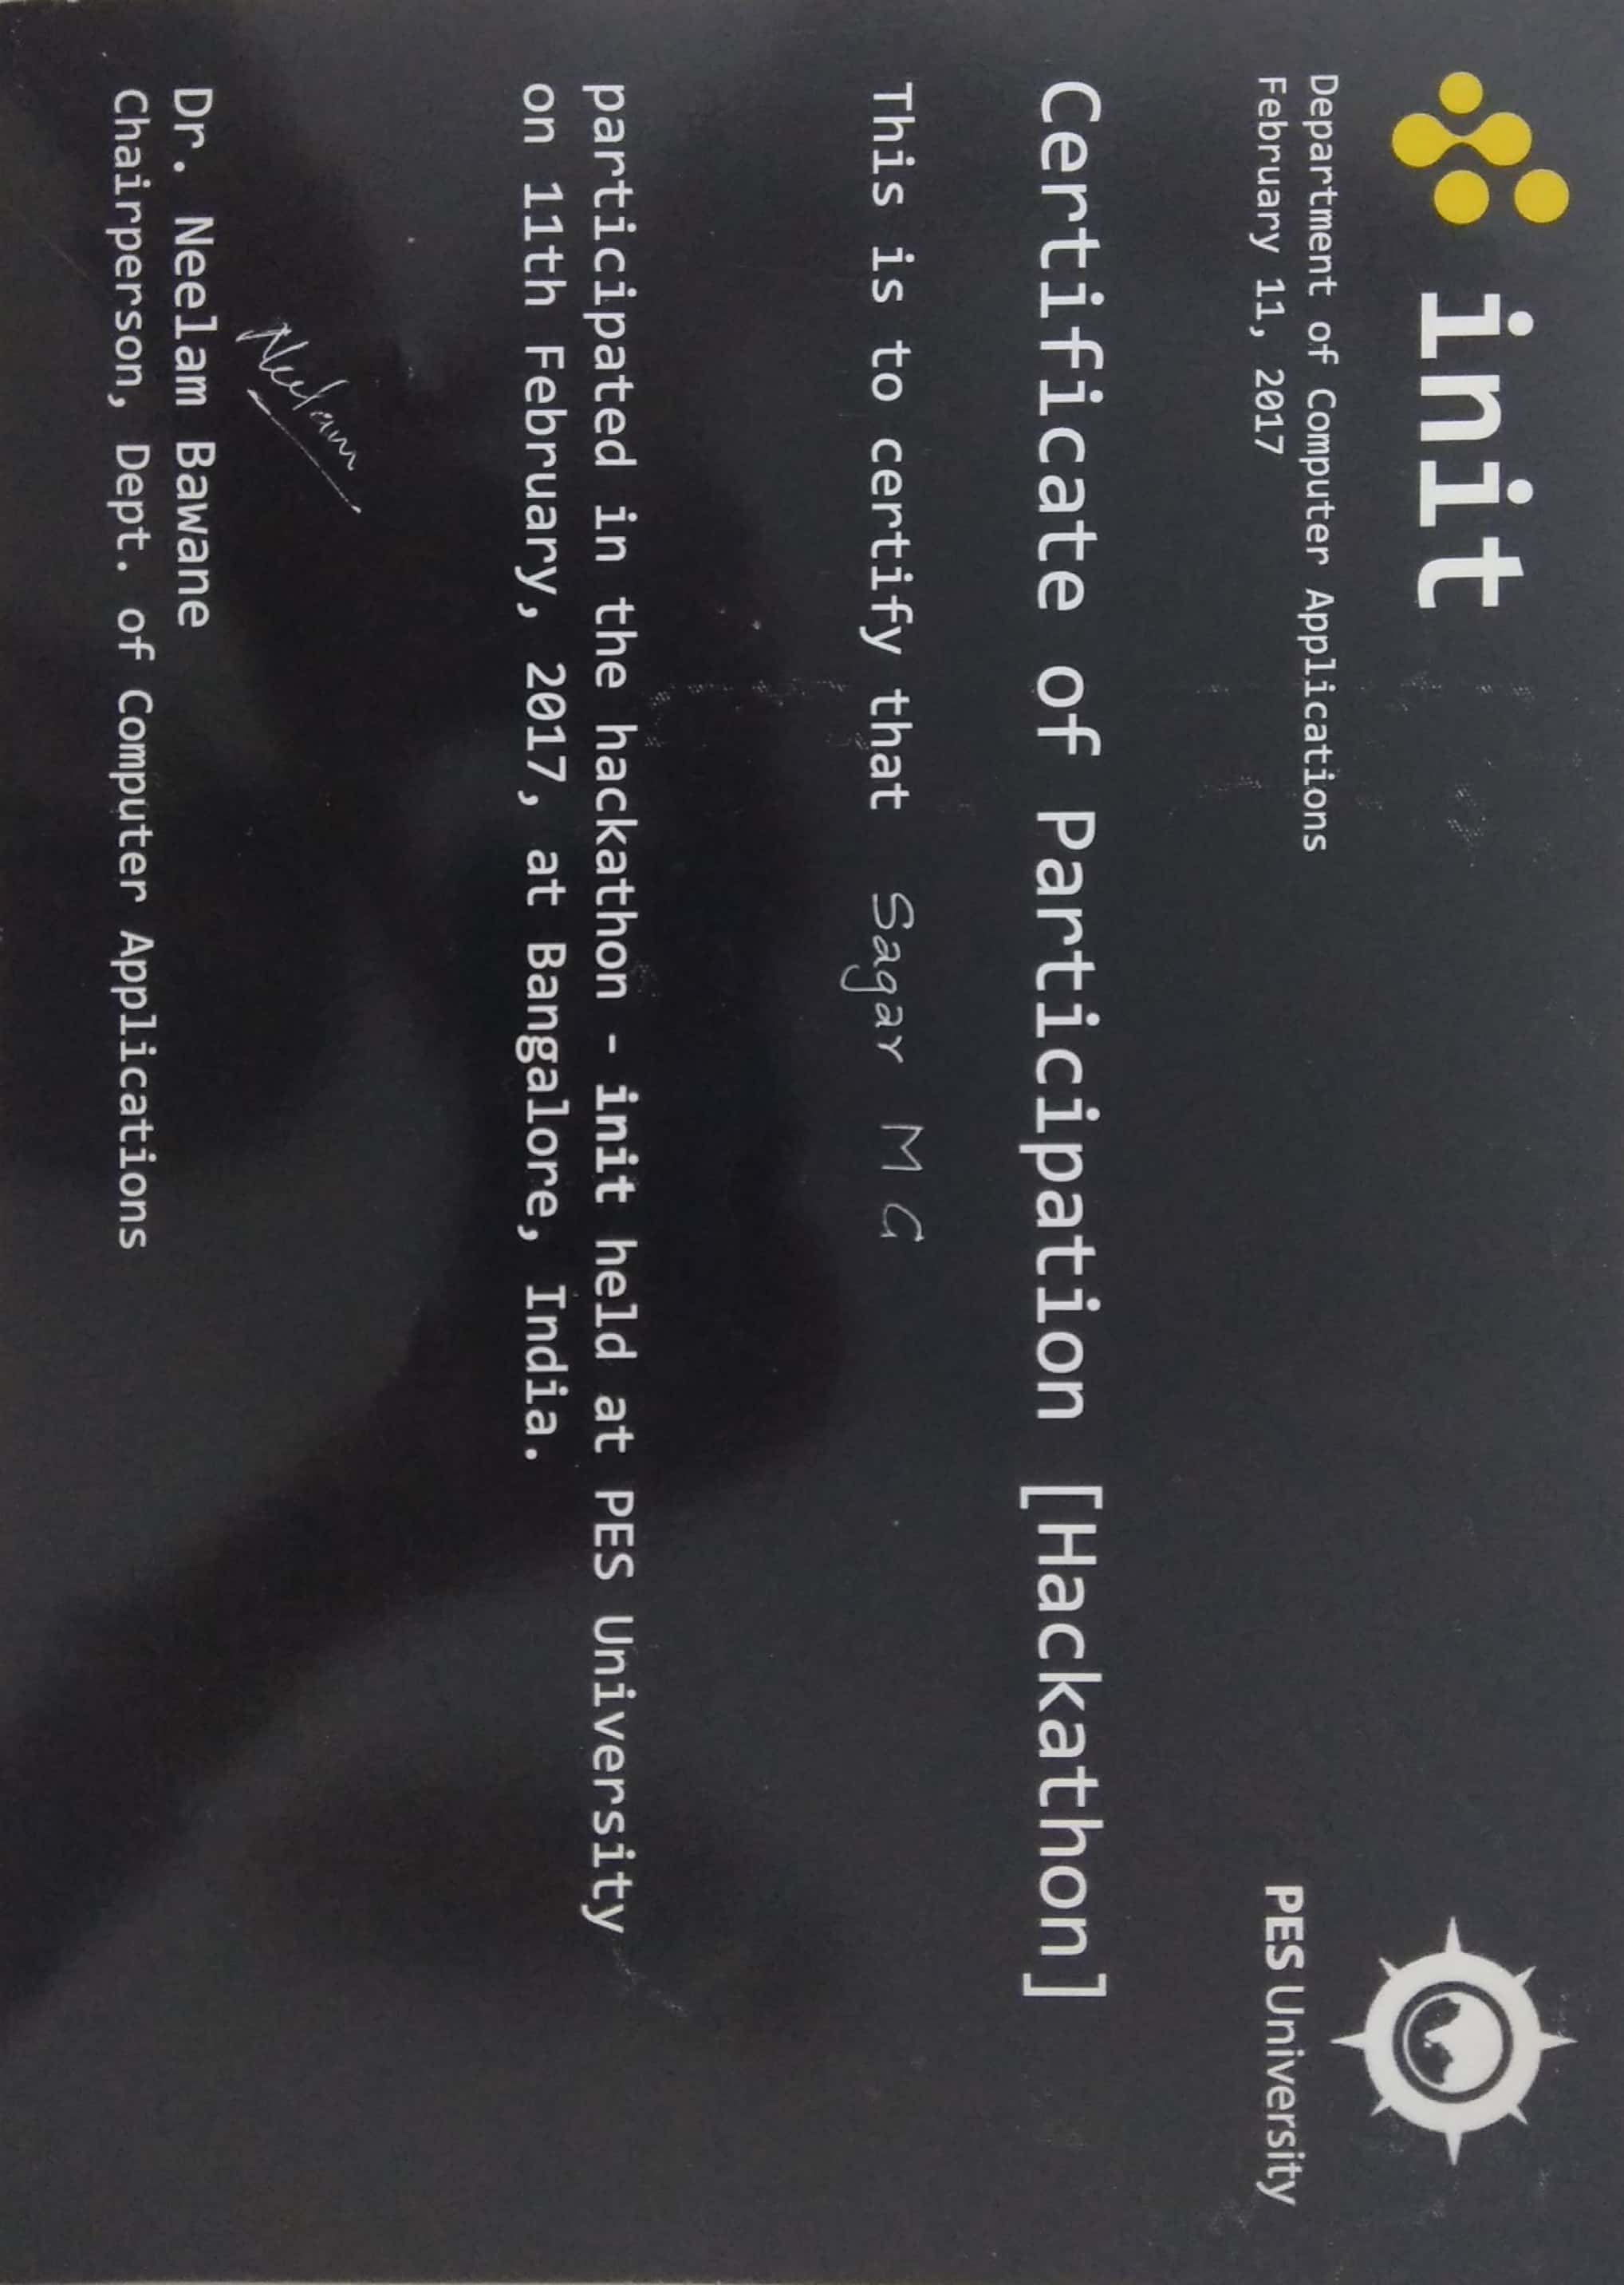 init
PES University
Department of Computer Applications
February 11, 2017
Certificate of Participation [Hackathon]
This is to certify that Sagar M G
participated in the hackathon - init held at PES University
on 11th February, 2017, at Bangalore, India.
Neelam
Dr. Neelam Bawane
Chairperson, Dept. of Computer Applications